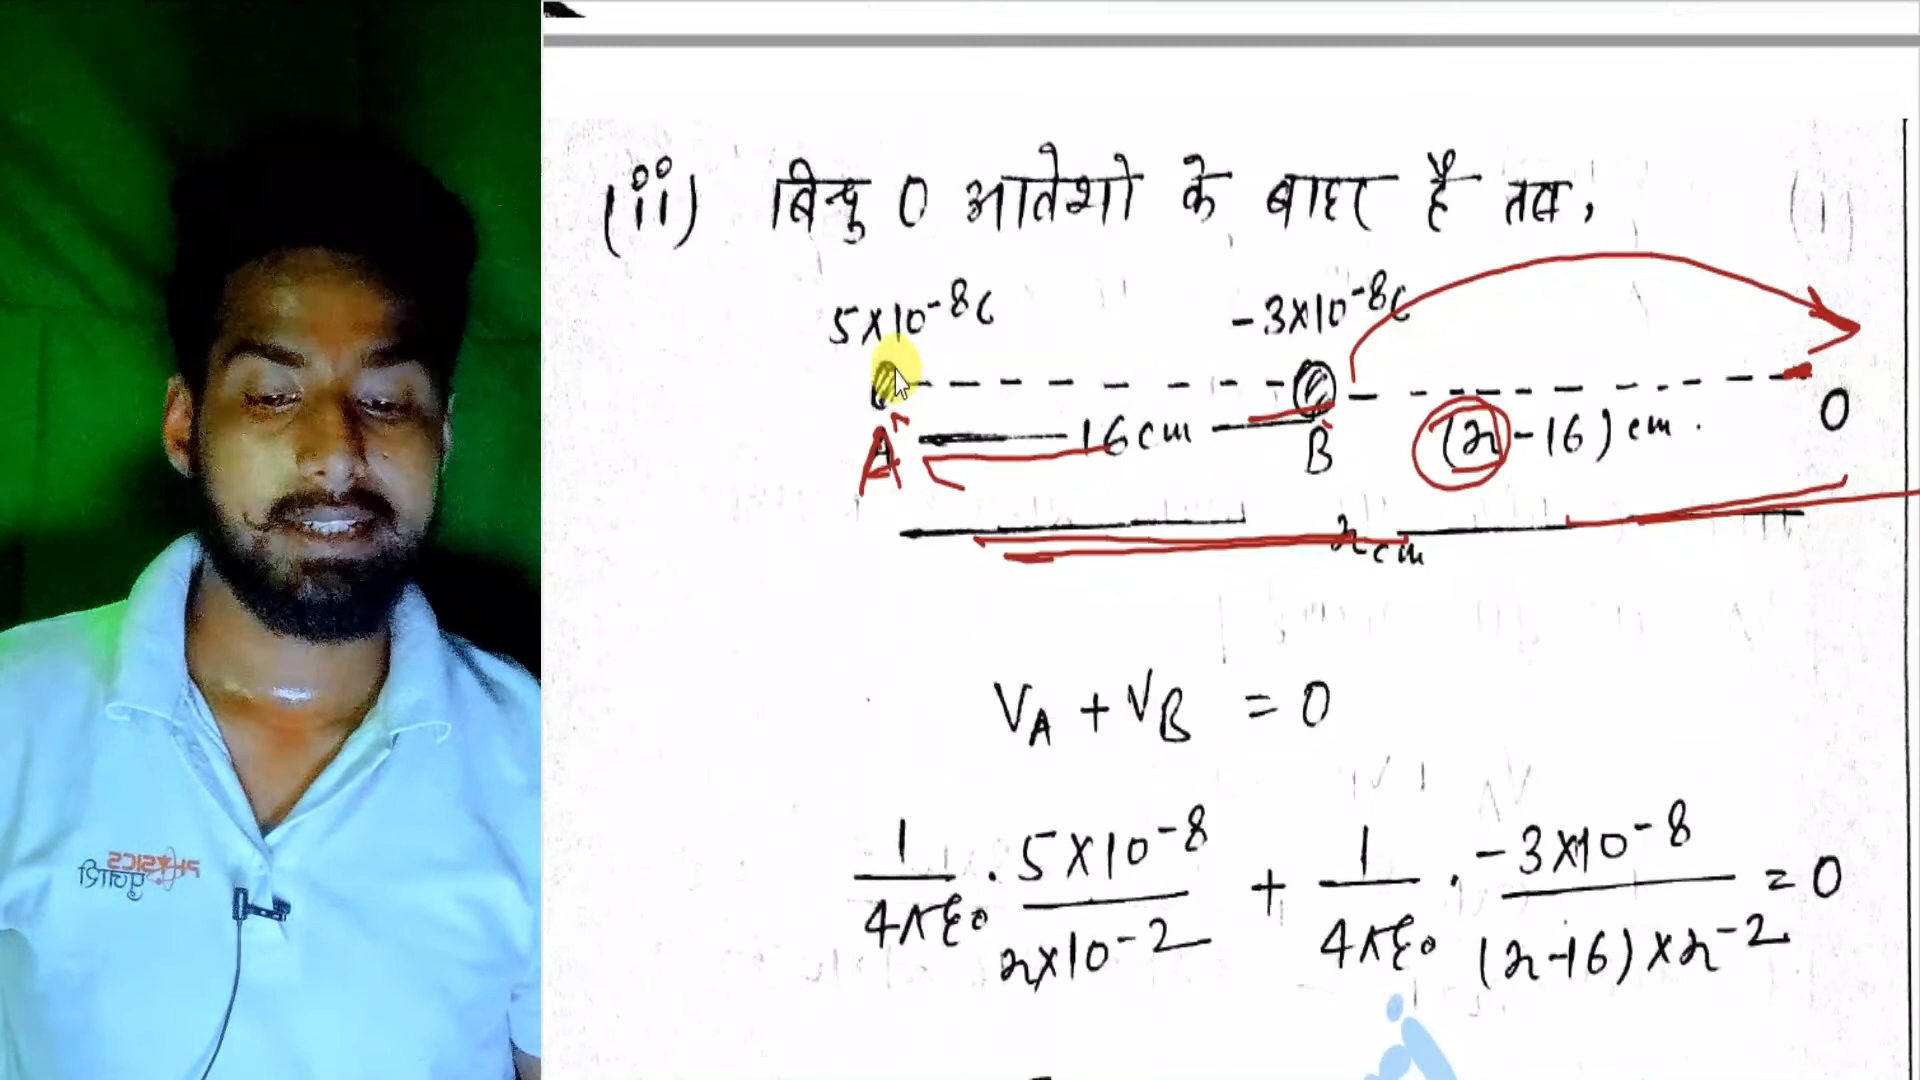 (ii) बिन्दु O आवेशो के बाहर है तब,
5×10⁻⁸C -3×10⁻⁸C
A 16cm B (x-16) cm. O
x cm
V_A + V_B = 0
1/4πε₀ . 5×10⁻⁸/x×10⁻² + 1/4πε₀ . -3×10⁻⁸/(x-16)×x⁻² = 0